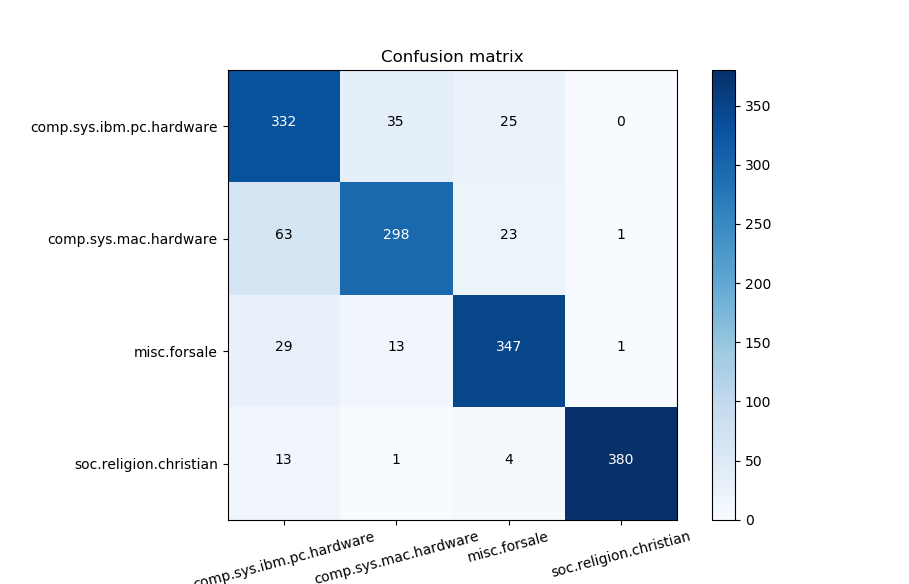 Confusion matrix
comp.sys.ibm.pc.hardware 332 35 25 0
350
300
comp.sys.mac.hardware 63 298 23 1
250
200
misc.forsale 29 13 347 1
150
100
soc.religion.christian 13 1 4 380
50
0
comp.sys.ibm.pc.hardware comp.sys.mac.hardware misc.forsale soc.religion.christian